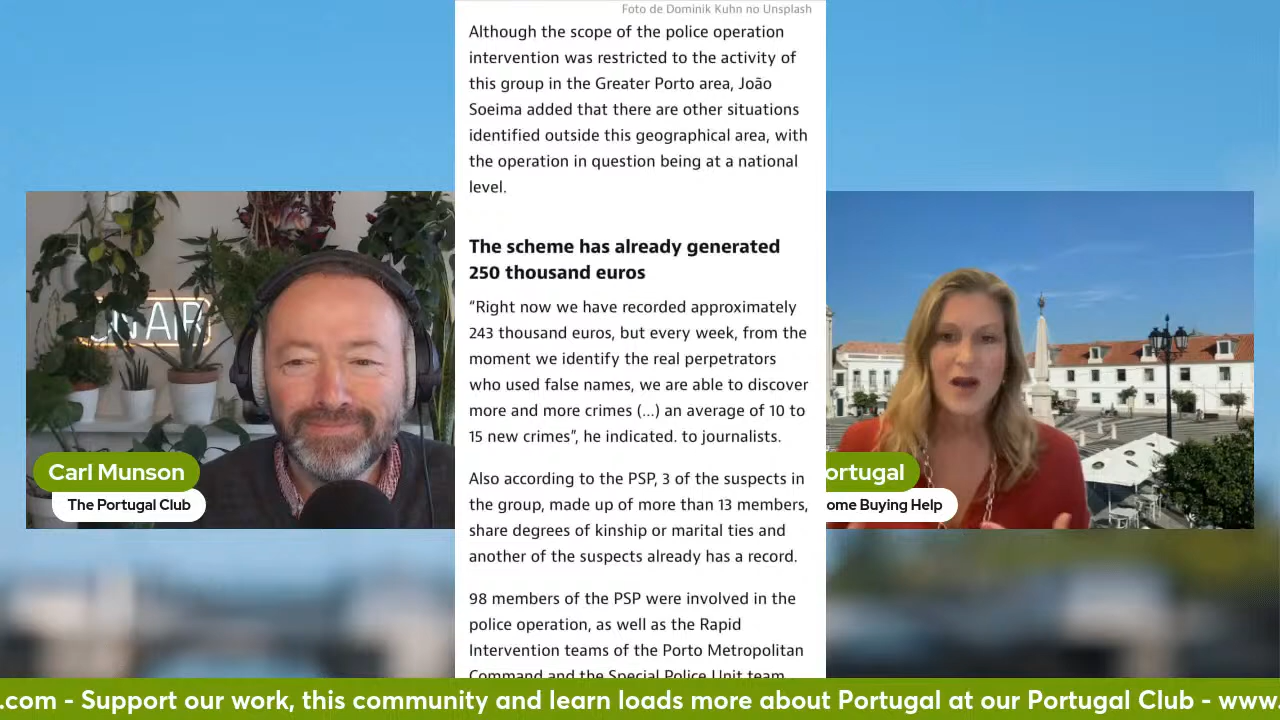 Foto de Dominik Kuhn no Unsplash
Although the scope of the police operation
intervention was restricted to the activity of
this group in the Greater Porto area, João
Soeima added that there are other situations
identified outside this geographical area, with
the operation in question being at a national
level.
The scheme has already generated
250 thousand euros
“Right now we have recorded approximately
243 thousand euros, but every week, from the
moment we identify the real perpetrators
who used false names, we are able to discover
more and more crimes (...) an average of 10 to
15 new crimes”, he indicated. to journalists.
Also according to the PSP, 3 of the suspects in
the group, made up of more than 13 members,
share degrees of kinship or marital ties and
another of the suspects already has a record.
98 members of the PSP were involved in the
police operation, as well as the Rapid
Intervention teams of the Porto Metropolitan
Command and the Special Police Unit team
ON AIR
Carl Munson
The Portugal Club
ortugal
ome Buying Help
.com - Support our work, this community and learn loads more about Portugal at our Portugal Club - www.